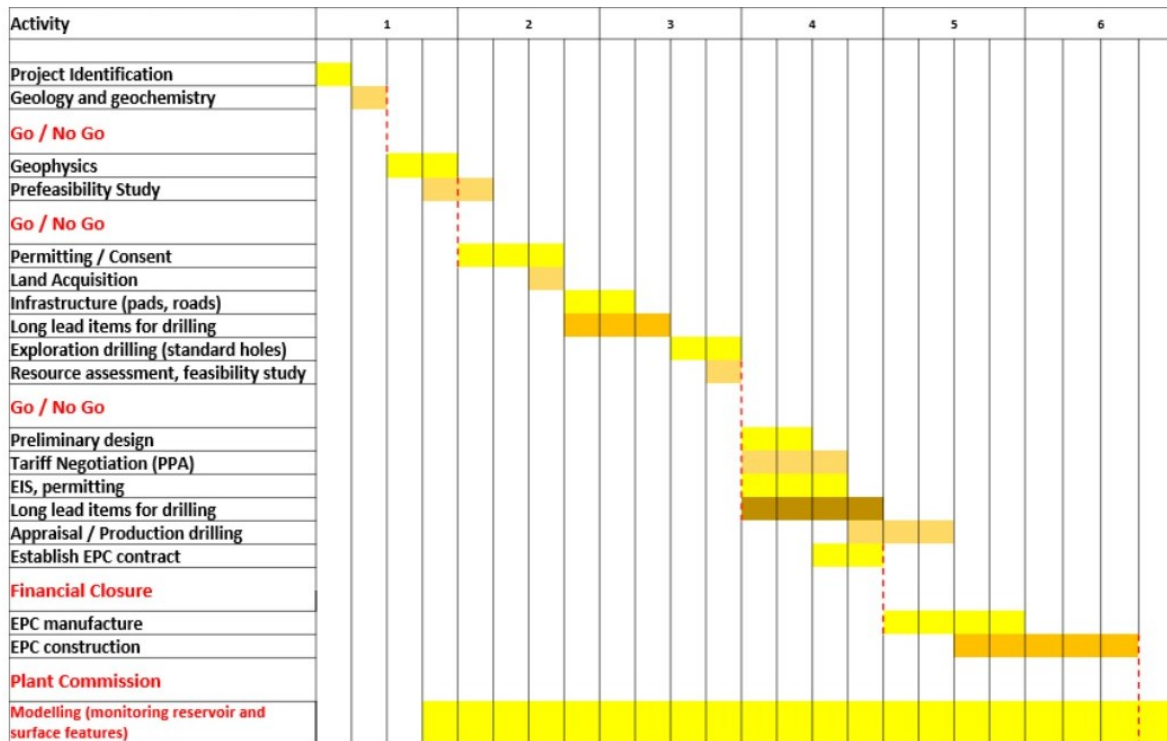 Activity 1 2 3 4 5 6
Project Identification
Geology and geochemistry
Go / No Go
Geophysics
Prefeasibility Study
Go / No Go
Permitting / Consent
Land Acquisition
Infrastructure (pads, roads)
Long lead items for drilling
Exploration drilling (standard holes)
Resource assessment, feasibility study
Go / No Go
Preliminary design
Tariff Negotiation (PPA)
EIS, permitting
Long lead items for drilling
Appraisal / Production drilling
Establish EPC contract
Financial Closure
EPC manufacture
EPC construction
Plant Commission
Modelling (monitoring reservoir and
surface features)